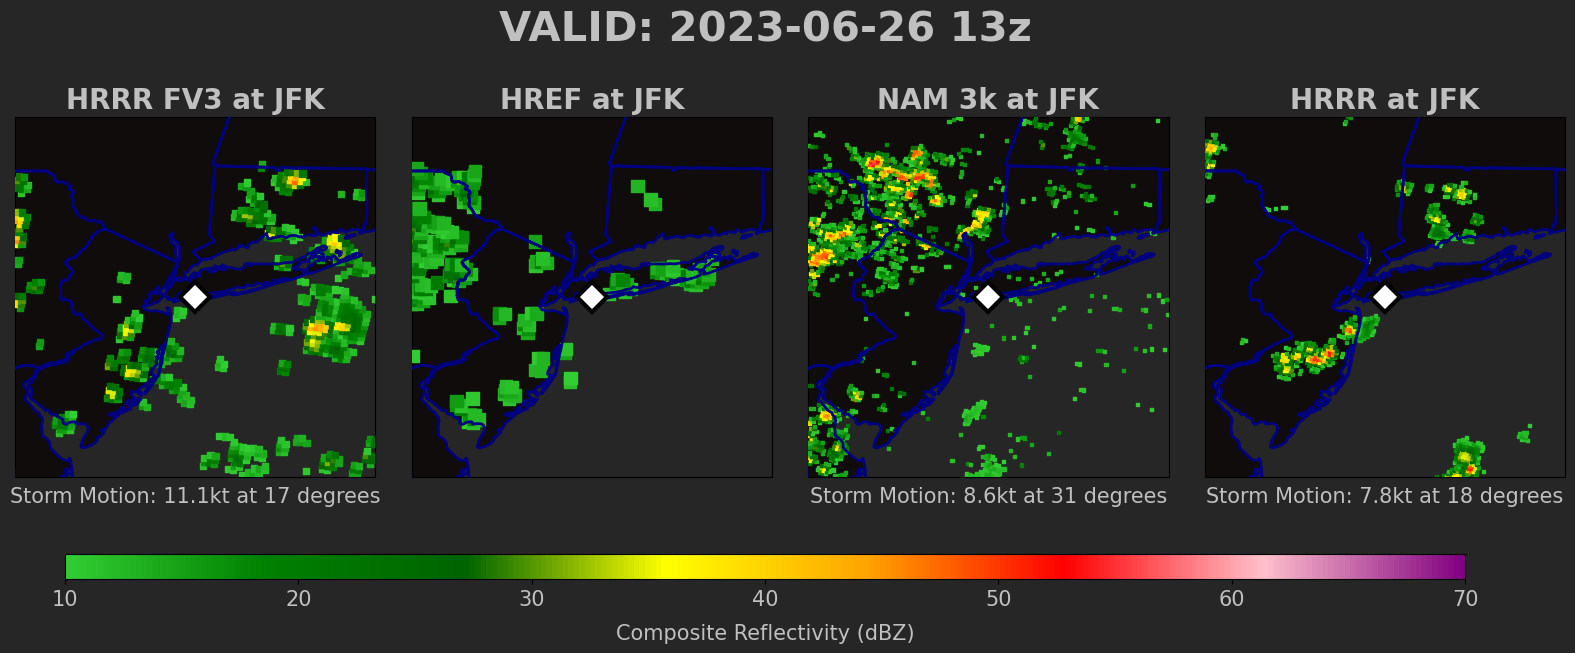 VALID: 2023-06-26 13z
HRRR FV3 at JFK
HREF at JFK
NAM 3k at JFK
HRRR at JFK
Storm Motion: 11.1kt at 17 degrees
Storm Motion: 8.6kt at 31 degrees
Storm Motion: 7.8kt at 18 degrees
10 20 30 40 50 60 70
Composite Reflectivity (dBZ)